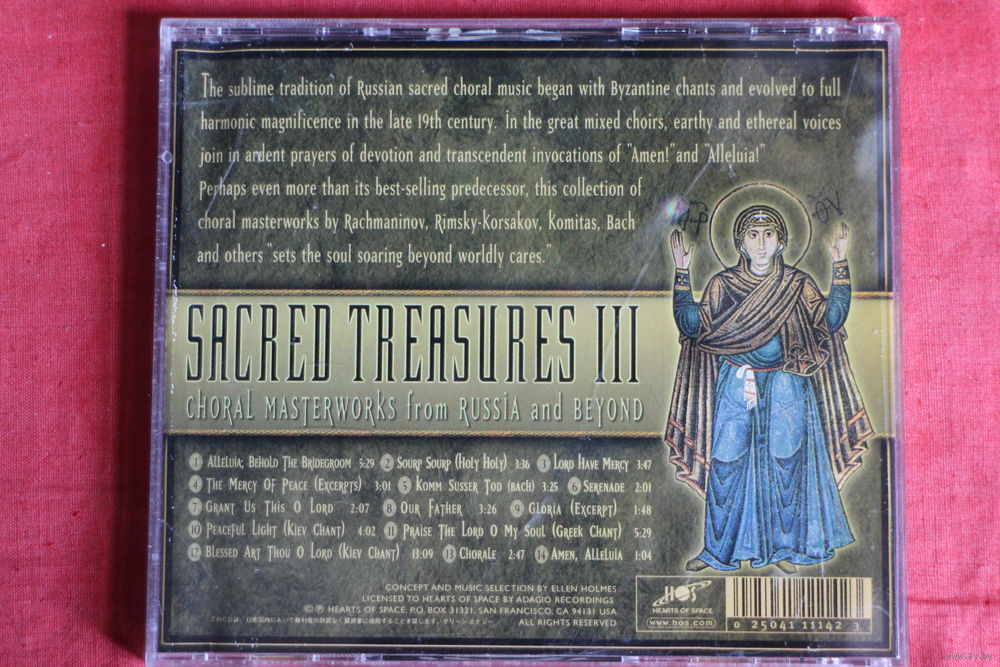 The sublime tradition of Russian sacred choral music began with Byzantine chants and evolved to full
harmonic magnificence in the late 19th century. In the great mixed choirs, earthy and ethereal voices
join in ardent prayers of devotion and transcendent invocations of "Amen!" and "Alleluia!"
Perhaps even more than its best-selling predecessor, this collection of
choral masterworks by Rachmaninov, Rimsky-Korsakov, Komitas, Bach
and others "sets the soul soaring beyond worldly cares."
SACRED TREASURES III
CHORAL MASTERWORKS from RUSSIA and BEYOND
1 Alleluia; Behold The Bridegroom 5:29 2 Sourp Sourp (Holy Holy) 3:36 3 Lord Have Mercy 3:47
4 The Mercy Of Peace (Excerpts) 3:01 5 Komm Susser Tod (BACH) 3:25 6 Serenade 2:01
7 Grant Us This O Lord 2:07 8 Our Father 3:26 9 Gloria (Excerpt) 1:48
10 Peaceful Light (Kiev Chant) 4:02 11 Praise The Lord O My Soul (Greek Chant) 5:29
12 Blessed Art Thou O Lord (Kiev Chant) 13:09 13 Chorale 2:47 14 Amen, Alleluia 1:04
CONCEPT AND MUSIC SELECTION BY ELLEN HOLMES
LICENSED TO HEARTS OF SPACE BY ADAGIO RECORDINGS
©℗ HEARTS OF SPACE, P.O. BOX 31321, SAN FRANCISCO, CA 94131 USA
ALL RIGHTS RESERVED
HOS
HEARTS OF SPACE
www.hos.com
0 25041 11142 3
www.ay.by